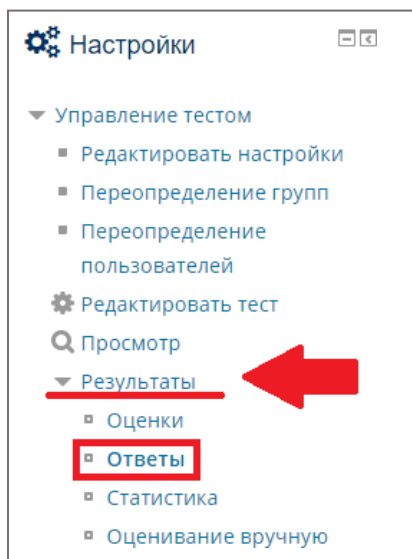 Настройки
Управление тестом
Редактировать настройки
Переопределение групп
Переопределение
пользователей
Редактировать тест
Просмотр
Результаты
Оценки
Ответы
Статистика
Оценивание вручную